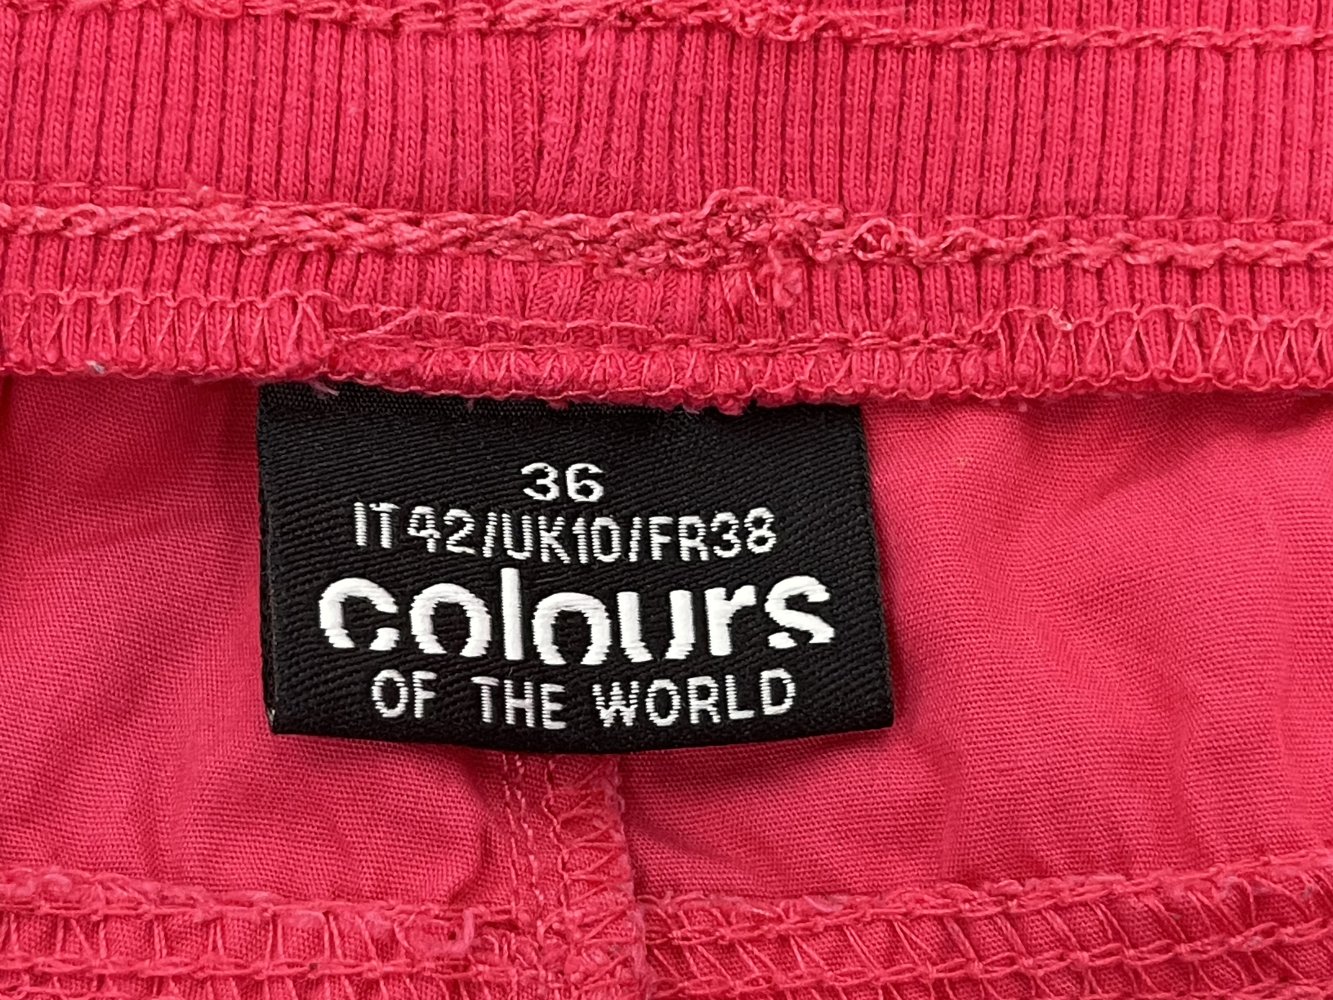 36
IT42/UK10/FR38
colours
OF THE WORLD